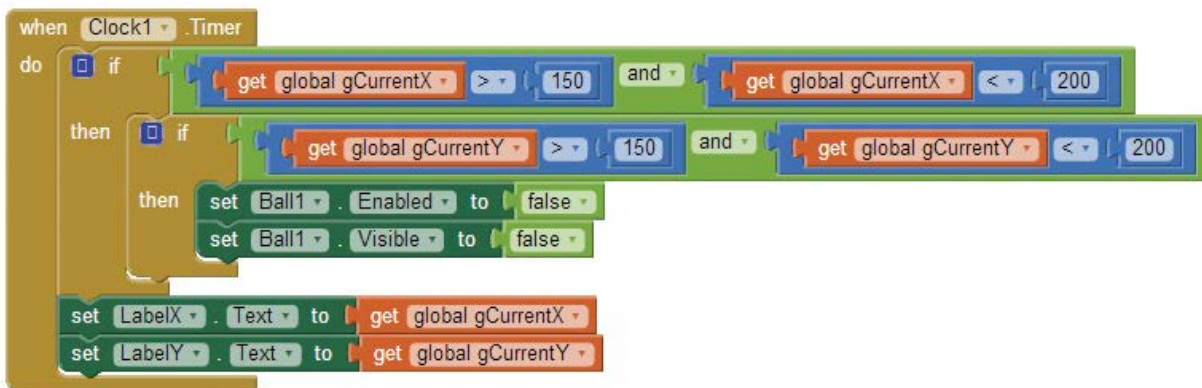 when Clock1 .Timer
do if get global gCurrentX > 150 and get global gCurrentX < 200
then if get global gCurrentY > 150 and get global gCurrentY < 200
then set Ball1 . Enabled to false
set Ball1 . Visible to false
set LabelX . Text to get global gCurrentX
set LabelY . Text to get global gCurrentY